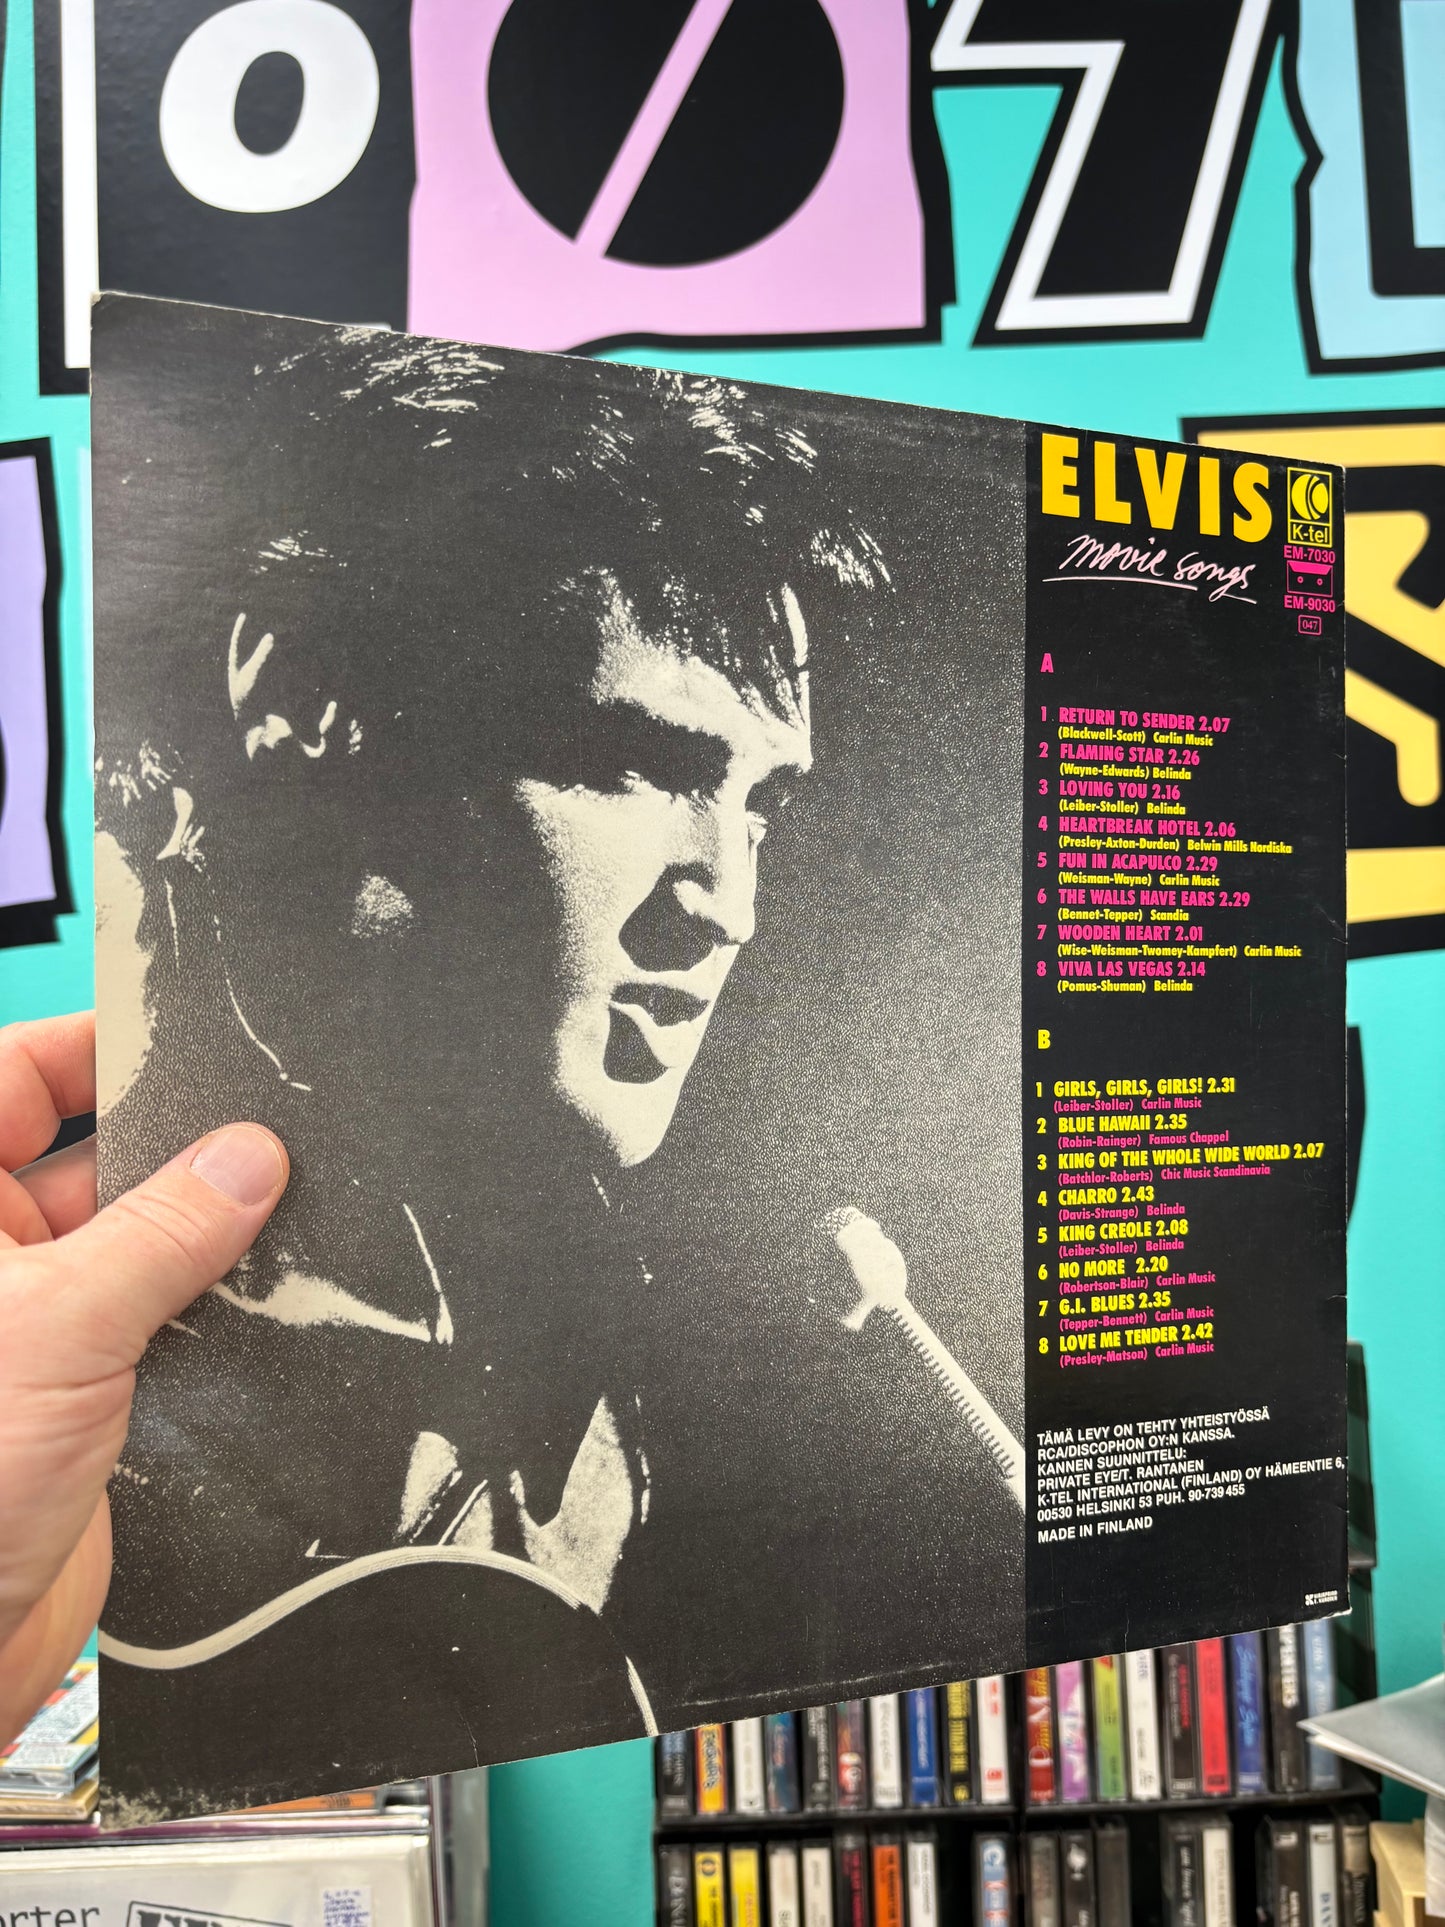 ELVIS
movie songs
K-tel
EM-7030
EM-9030
047
A
1 RETURN TO SENDER 2.07
(Blackwell-Scott) Carlin Music
2 FLAMING STAR 2.26
(Wayne-Edwards) Belinda
3 LOVING YOU 2.16
(Leiber-Stoller) Belinda
4 HEARTBREAK HOTEL 2.06
(Presley-Axton-Durden) Belwin Mills Nordiska
5 FUN IN ACAPULCO 2.29
(Weisman-Wayne) Carlin Music
6 THE WALLS HAVE EARS 2.29
(Bennet-Tepper) Scandia
7 WOODEN HEART 2.01
(Wise-Weisman-Twomey-Kampfert) Carlin Music
8 VIVA LAS VEGAS 2.14
(Pomus-Shuman) Belinda
B
1 GIRLS, GIRLS, GIRLS! 2.31
(Leiber-Stoller) Carlin Music
2 BLUE HAWAII 2.35
(Robin-Rainger) Famous Chappel
3 KING OF THE WHOLE WIDE WORLD 2.07
(Batchlor-Roberts) Chic Music Scandinavia
4 CHARRO 2.43
(Davis-Strange) Belinda
5 KING CREOLE 2.08
(Leiber-Stoller) Belinda
6 NO MORE 2.20
(Robertson-Blair) Carlin Music
7 G.I. BLUES 2.35
(Tepper-Bennett) Carlin Music
8 LOVE ME TENDER 2.42
(Presley-Matson) Carlin Music
TÄMÄ LEVY ON TEHTY YHTEISTYÖSSÄ
RCA/DISCOPHON OY:N KANSSA.
KANNEN SUUNNITTELU:
PRIVATE EYE/T. RANTANEN
K-TEL INTERNATIONAL (FINLAND) OY HÄMEENTIE 6,
00530 HELSINKI 53 PUH. 90-739 455
MADE IN FINLAND